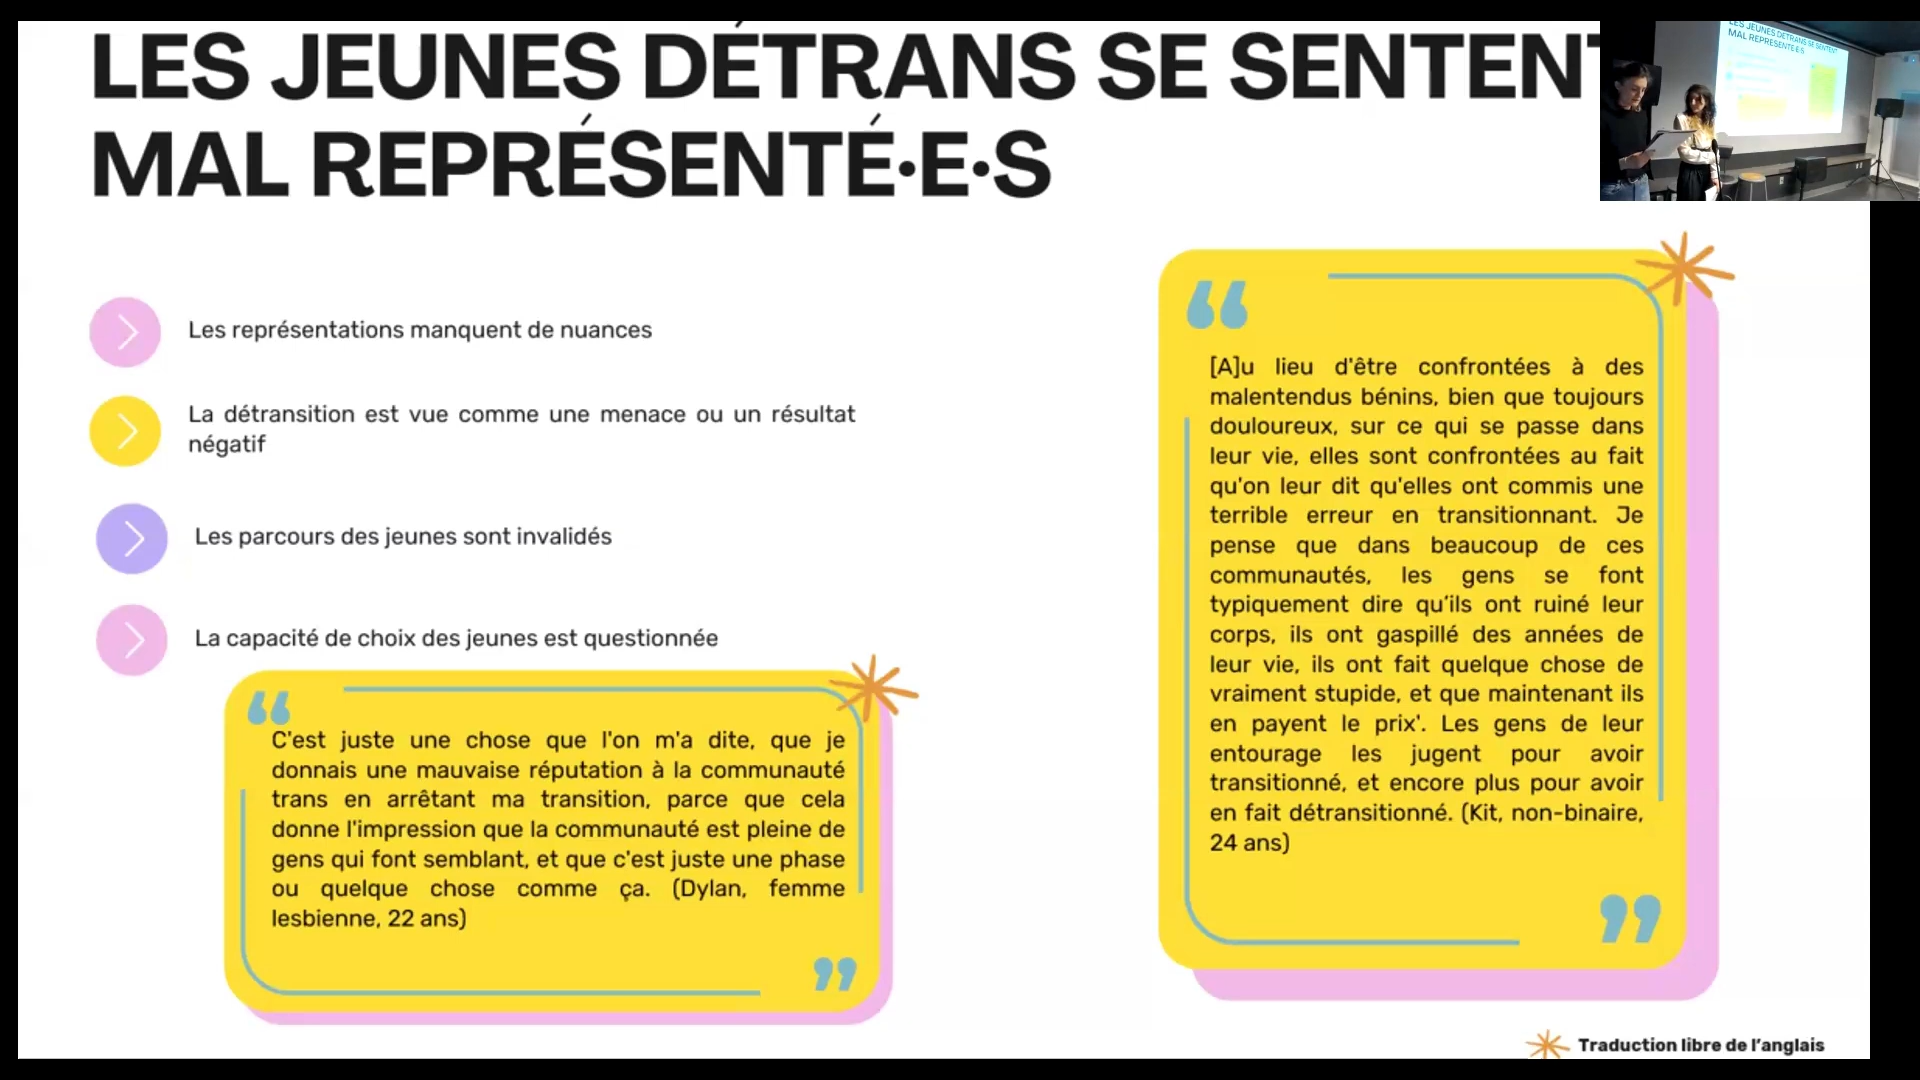 LES JEUNES DÉTRANS SE SENTENT
MAL REPRÉSENTÉ·E·S
Les représentations manquent de nuances
La détransition est vue comme une menace ou un résultat
négatif
Les parcours des jeunes sont invalidés
La capacité de choix des jeunes est questionnée
“
C'est juste une chose que l'on m'a dite, que je
donnais une mauvaise réputation à la communauté
trans en arrêtant ma transition, parce que cela
donne l'impression que la communauté est pleine de
gens qui font semblant, et que c'est juste une phase
ou quelque chose comme ça. (Dylan, femme
lesbienne, 22 ans)
”
“
[A]u lieu d'être confrontées à des
malentendus bénins, bien que toujours
douloureux, sur ce qui se passe dans
leur vie, elles sont confrontées au fait
qu'on leur dit qu'elles ont commis une
terrible erreur en transitionnant. Je
pense que dans beaucoup de ces
communautés, les gens se font
typiquement dire qu’ils ont ruiné leur
corps, ils ont gaspillé des années de
leur vie, ils ont fait quelque chose de
vraiment stupide, et que maintenant ils
en payent le prix'. Les gens de leur
entourage les jugent pour avoir
transitionné, et encore plus pour avoir
en fait détransitionné. (Kit, non-binaire,
24 ans)
”
Traduction libre de l’anglais
LES JEUNES DÉTRANS SE SENTENT
MAL REPRÉSENTÉ·E·S